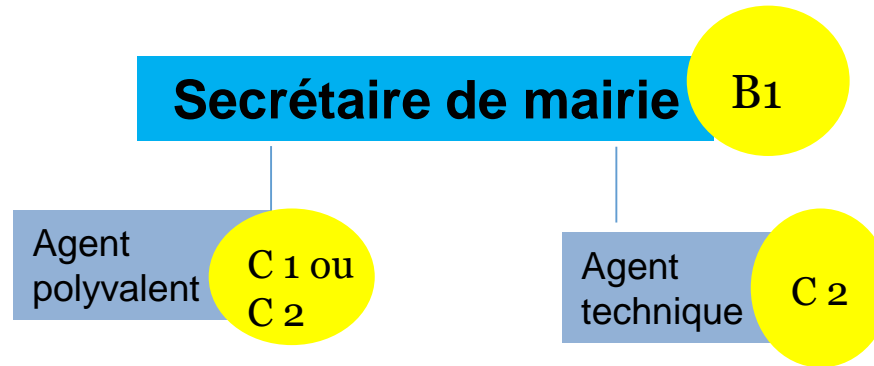 Secrétaire de mairie
B1
Agent
polyvalent
C 1 ou
C 2
Agent
technique
C 2